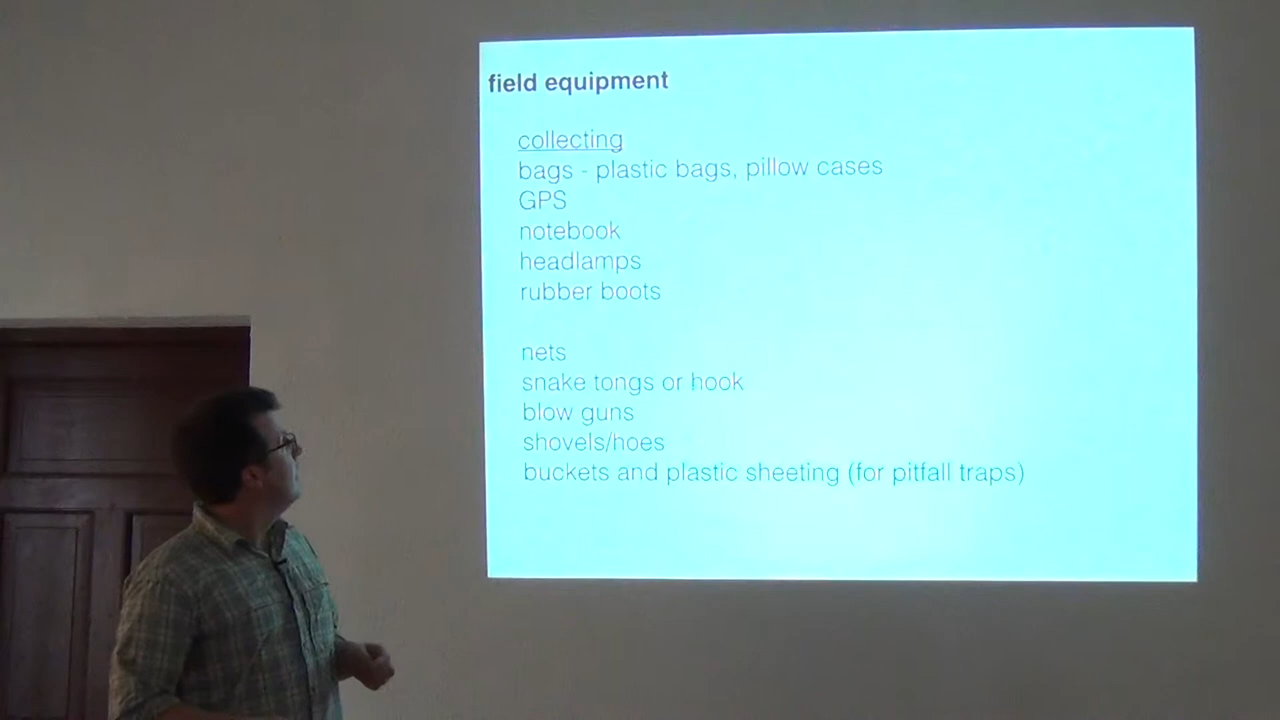 field equipment
collecting
bags - plastic bags, pillow cases
GPS
notebook
headlamps
rubber boots
nets
snake tongs or hook
blow guns
shovels/hoes
buckets and plastic sheeting (for pitfall traps)